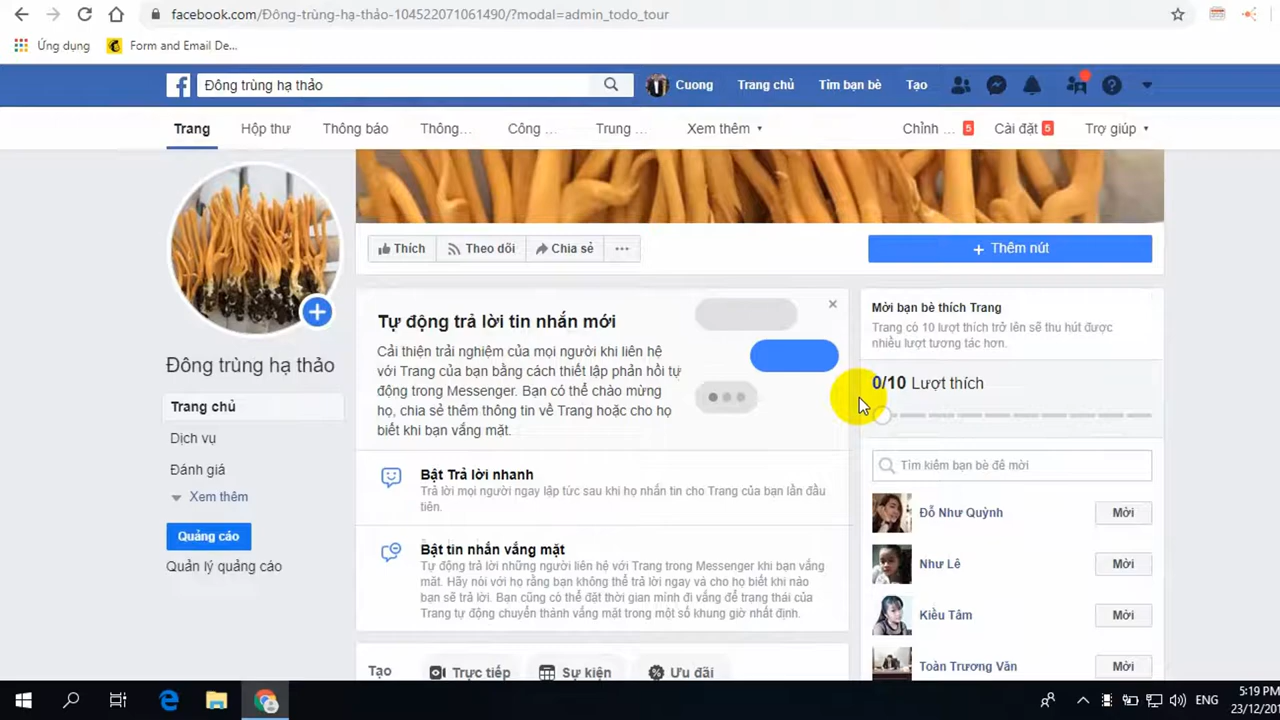 facebook.com/Đông-trùng-hạ-thảo-104522071061490/?modal=admin_todo_tour
Ứng dụng Form and Email De...
Đông trùng hạ thảo Cuong Trang chủ Tìm bạn bè Tạo
Trang Hộp thư Thông báo Thông... Công ... Trung ... Xem thêm Chỉnh ... 5 Cài đặt 5 Trợ giúp
Thích Theo dõi Chia sẻ ... + Thêm nút
Đông trùng hạ thảo
Trang chủ
Dịch vụ
Đánh giá
Xem thêm
Quảng cáo
Quản lý quảng cáo
Tự động trả lời tin nhắn mới
Cải thiện trải nghiệm của mọi người khi liên hệ
với Trang của bạn bằng cách thiết lập phản hồi tự
động trong Messenger. Bạn có thể chào mừng
họ, chia sẻ thêm thông tin về Trang hoặc cho họ
biết khi bạn vắng mặt.
Bật Trả lời nhanh
Trả lời mọi người ngay lập tức sau khi họ nhắn tin cho Trang của bạn lần đầu
tiên.
Bật tin nhắn vắng mặt
Tự động trả lời những người liên hệ với Trang trong Messenger khi bạn vắng
mặt. Hãy nói với họ rằng bạn không thể trả lời ngay và cho họ biết khi nào
bạn sẽ trả lời. Bạn cũng có thể đặt thời gian mình đi vắng để trạng thái của
Trang tự động chuyển thành vắng mặt trong một số khung giờ nhất định.
Tạo Trực tiếp Sự kiện Ưu đãi
Mời bạn bè thích Trang
Trang có 10 lượt thích trở lên sẽ thu hút được
nhiều lượt tương tác hơn.
0/10 Lượt thích
Tìm kiếm bạn bè để mời
Đỗ Như Quỳnh Mời
Như Lê Mời
Kiều Tâm Mời
Toàn Trương Văn Mời
ENG
5:19 PM